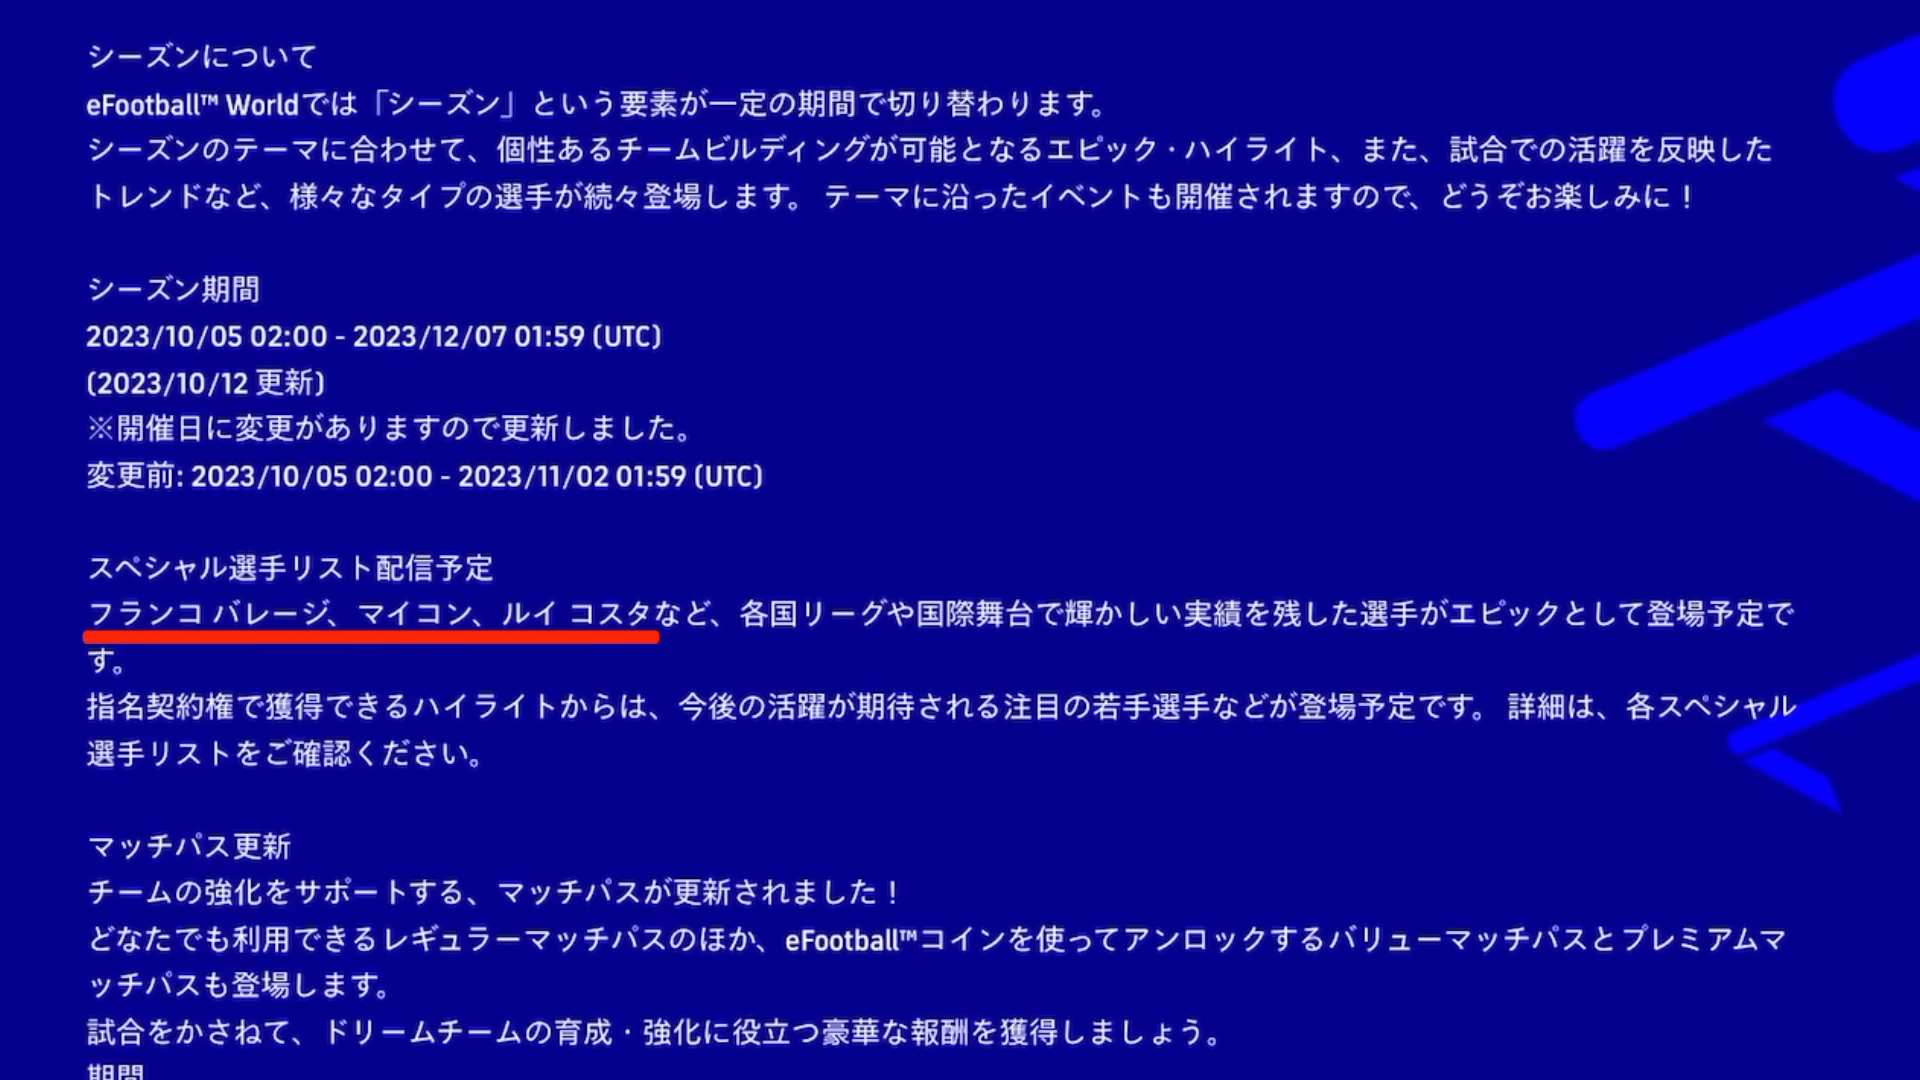 シーズンについて
eFootball™ Worldでは「シーズン」という要素が一定の期間で切り替わります。
シーズンのテーマに合わせて、個性あるチームビルディングが可能となるエピック・ハイライト、また、試合での活躍を反映した
トレンドなど、様々なタイプの選手が続々登場します。 テーマに沿ったイベントも開催されますので、どうぞお楽しみに！
シーズン期間
2023/10/05 02:00 - 2023/12/07 01:59 (UTC)
(2023/10/12 更新)
※開催日に変更がありますので更新しました。
変更前: 2023/10/05 02:00 - 2023/11/02 01:59 (UTC)
スペシャル選手リスト配信予定
フランコ バレージ、マイコン、ルイ コスタなど、各国リーグや国際舞台で輝かしい実績を残した選手がエピックとして登場予定で
す。
指名契約権で獲得できるハイライトからは、今後の活躍が期待される注目の若手選手などが登場予定です。 詳細は、各スペシャル
選手リストをご確認ください。
マッチパス更新
チームの強化をサポートする、マッチパスが更新されました！
どなたでも利用できるレギュラーマッチパスのほか、eFootball™コインを使ってアンロックするバリューマッチパスとプレミアムマ
ッチパスも登場します。
試合をかさねて、ドリームチームの育成・強化に役立つ豪華な報酬を獲得しましょう。
期間